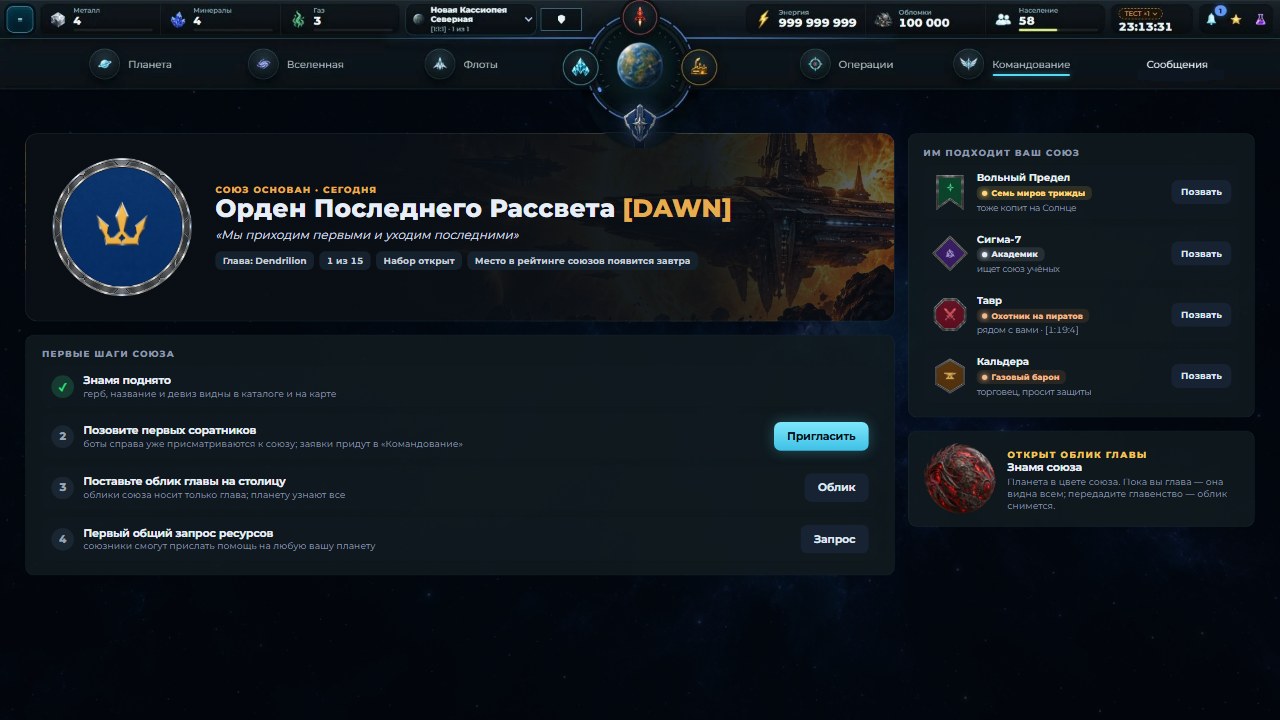 Металл
4
Минералы
4
Газ
3
Новая Кассиопея
Северная
[1:1:1] · 1 из 1
Энергия
999 999 999
Обломки
100 000
Население
58
ТЕСТ ×1
23:13:31
1
Планета
Вселенная
Флоты
Операции
Командование
Сообщения
СОЮЗ ОСНОВАН · СЕГОДНЯ
Орден Последнего Рассвета [DAWN]
«Мы приходим первыми и уходим последними»
Глава: Dendrilion
1 из 15
Набор открыт
Место в рейтинге союзов появится завтра
ПЕРВЫЕ ШАГИ СОЮЗА
Знамя поднято
герб, название и девиз видны в каталоге и на карте
2
Позовите первых соратников
боты справа уже присматриваются к союзу; заявки придут в «Командование»
Пригласить
3
Поставьте облик главы на столицу
облики союза носит только глава; планету узнают все
Облик
4
Первый общий запрос ресурсов
союзники смогут прислать помощь на любую вашу планету
Запрос
ИМ ПОДХОДИТ ВАШ СОЮЗ
Вольный Предел
Семь миров трижды
тоже копит на Солнце
Позвать
Сигма-7
Академик
ищет союз учёных
Позвать
Тавр
Охотник на пиратов
рядом с вами · [1:19:4]
Позвать
Кальдера
Газовый барон
торговец, просит защиты
Позвать
ОТКРЫТ ОБЛИК ГЛАВЫ
Знамя союза
Планета в цвете союза. Пока вы глава — она
видна всем; передадите главенство — облик
снимется.